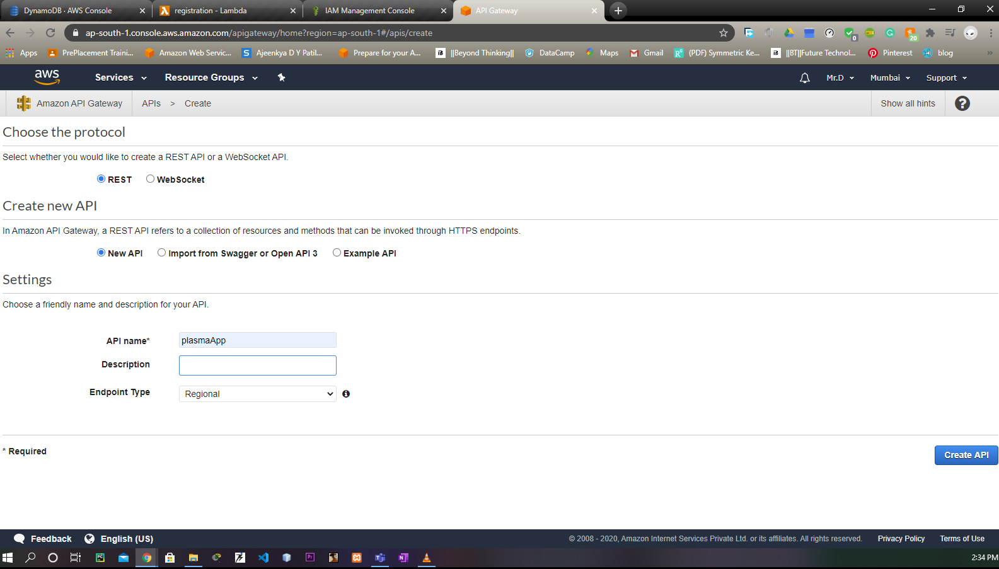 DynamoDB · AWS Console
registration - Lambda
IAM Management Console
API Gateway
ap-south-1.console.aws.amazon.com/apigateway/home?region=ap-south-1#/apis/create
0
20
Apps
PrePlacement Traini...
Amazon Web Servic...
Ajeenkya D Y Patil...
Prepare for your A...
||Beyond Thinking||
DataCamp
Maps
Gmail
(PDF) Symmetric Ke...
||BT||Future Technol...
Pinterest
blog
aws
Services
Resource Groups
Mr.D
Mumbai
Support
Amazon API Gateway
APIs > Create
Show all hints
Choose the protocol
Select whether you would like to create a REST API or a WebSocket API.
REST WebSocket
Create new API
In Amazon API Gateway, a REST API refers to a collection of resources and methods that can be invoked through HTTPS endpoints.
New API Import from Swagger or Open API 3 Example API
Settings
Choose a friendly name and description for your API.
API name* plasmaApp
Description
Endpoint Type Regional
* Required
Create API
Feedback
English (US)
© 2008 - 2020, Amazon Internet Services Private Ltd. or its affiliates. All rights reserved.
Privacy Policy
Terms of Use
2:34 PM